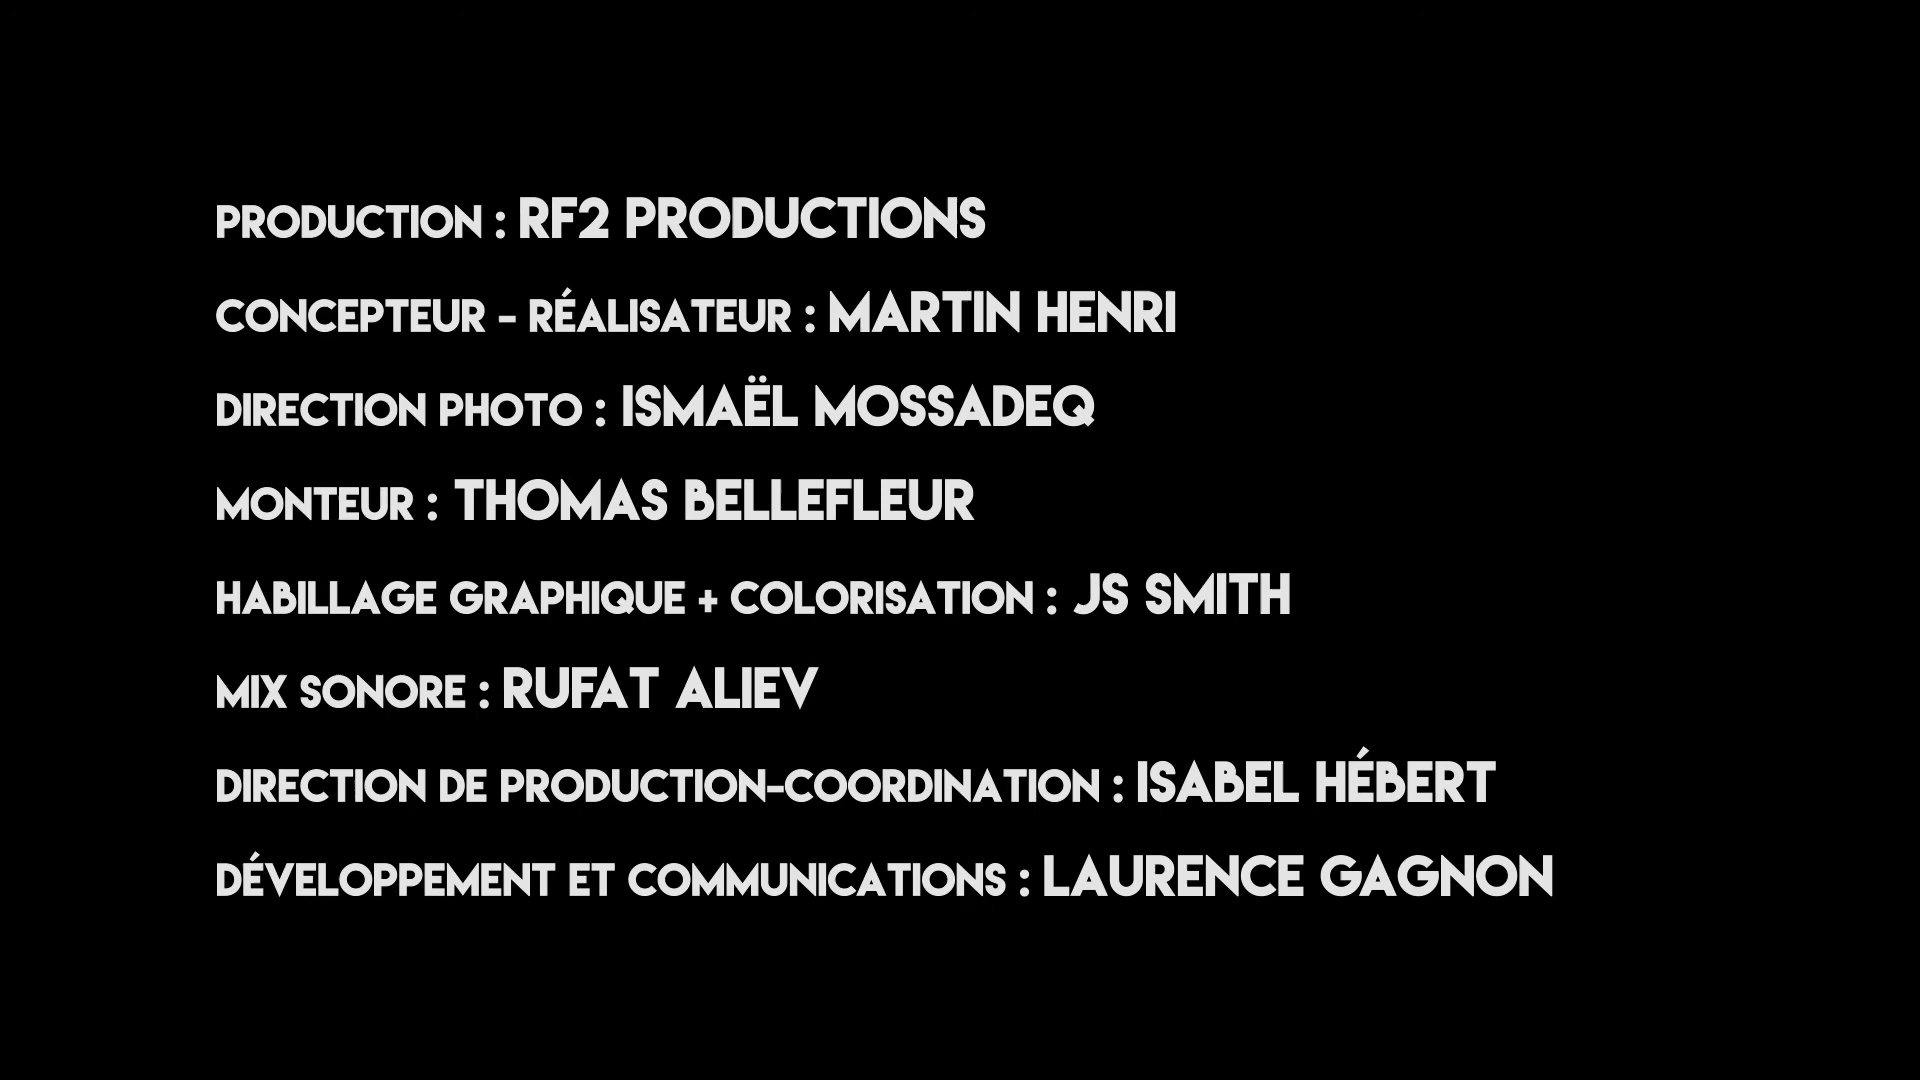 PRODUCTION : RF2 PRODUCTIONS
CONCEPTEUR - RÉALISATEUR : MARTIN HENRI
DIRECTION PHOTO : ISMAËL MOSSADEQ
MONTEUR : THOMAS BELLEFLEUR
HABILLAGE GRAPHIQUE + COLORISATION : JS SMITH
MIX SONORE : RUFAT ALIEV
DIRECTION DE PRODUCTION-COORDINATION : ISABEL HÉBERT
DÉVELOPPEMENT ET COMMUNICATIONS : LAURENCE GAGNON